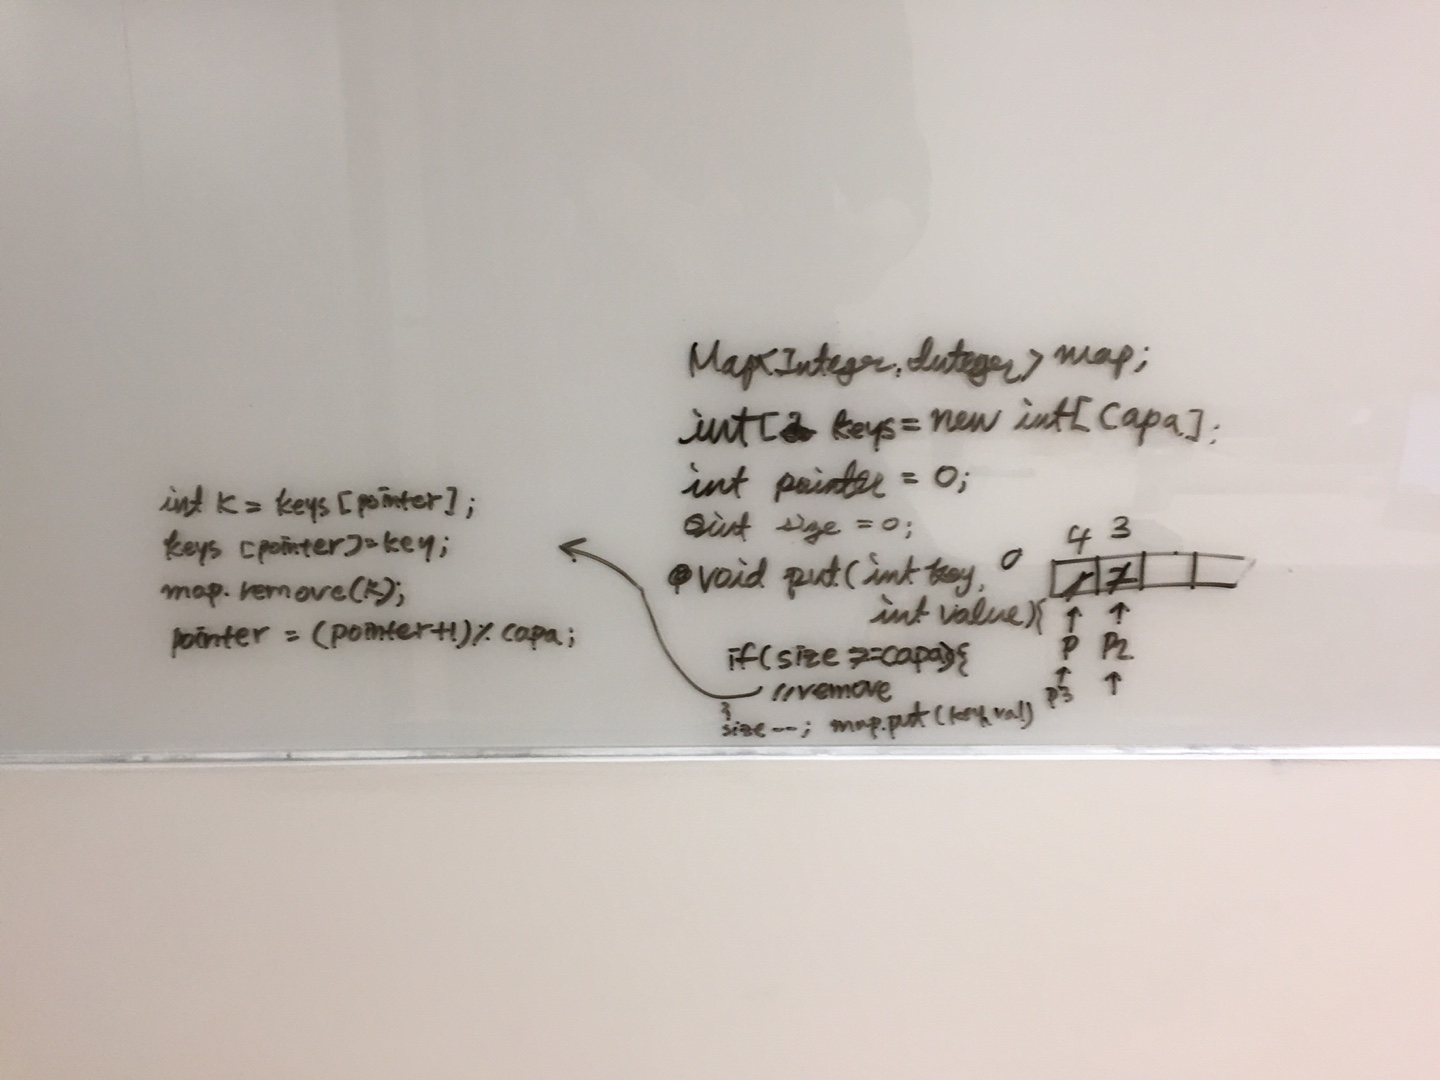 Map<Integer, Integer> map;
int[] keys = new int[Capa];
int pointer = 0;
int size = 0;
void put(int key,
int value){
if(size >= capa){
//remove
}
size--; map.put(key,val)
int k = keys[pointer];
keys[pointer]=key;
map.remove(k);
pointer = (pointer+1)% capa;
4 3
0
1 2
P P2
P3